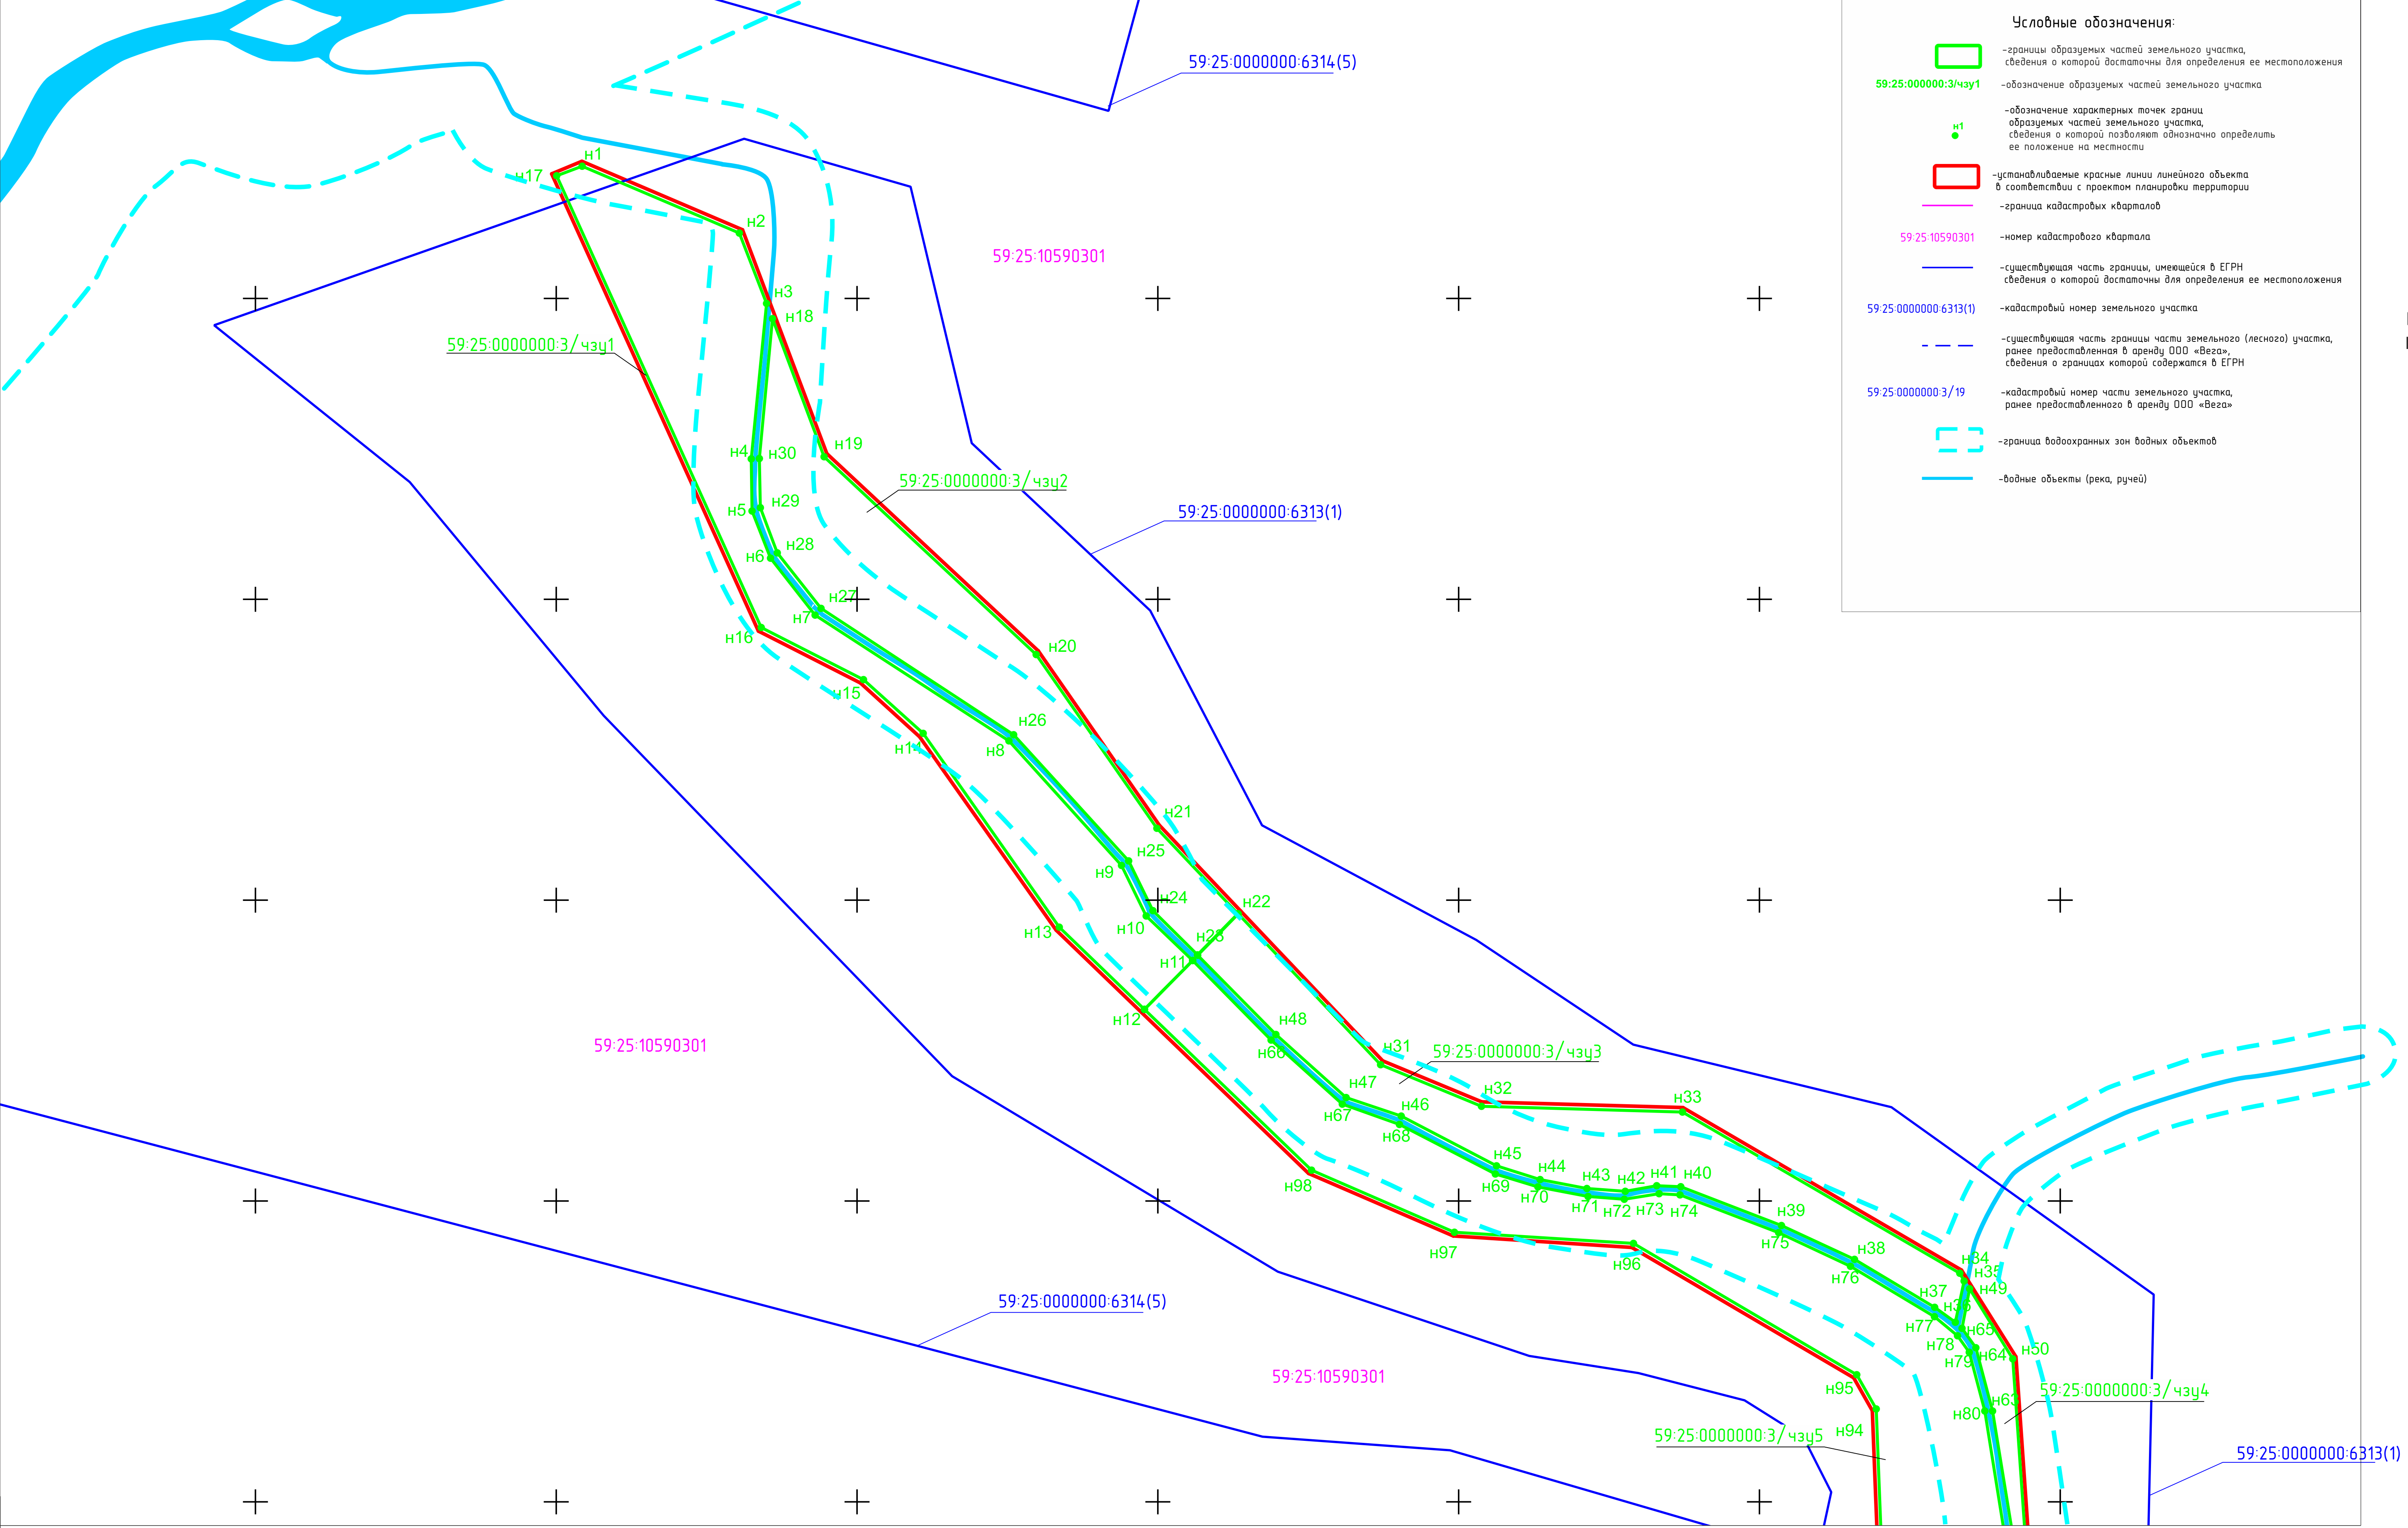 Условные обозначения:
-границы образуемых частей земельного участка,
сведения о которой достаточны для определения ее местоположения
59:25:000000:3/чзу1 -обозначение образуемых частей земельного участка
н1
-обозначение характерных точек границ
образуемых частей земельного участка,
сведения о которой позволяют однозначно определить
ее положение на местности
-устанавливаемые красные линии линейного объекта
в соответствии с проектом планировки территории
-граница кадастровых кварталов
59:25:10590301 -номер кадастрового квартала
-существующая часть границы, имеющейся в ЕГРН
сведения о которой достаточны для определения ее местоположения
59:25:0000000:6313(1) -кадастровый номер земельного участка
-существующая часть границы части земельного (лесного) участка,
ранее предоставленная в аренду ООО «Вега»,
сведения о границах которой содержатся в ЕГРН
59:25:0000000:3/19 -кадастровый номер части земельного участка,
ранее предоставленного в аренду ООО «Вега»
-граница водоохранных зон водных объектов
-водные объекты (река, ручей)
59:25:0000000:6314(5)
н1
н17
н2
59:25:10590301
н3
н18
59:25:0000000:3/чзу1
н19
н4
н30
59:25:0000000:3/чзу2
н29
н5
59:25:0000000:6313(1)
н28
н6
н27
н7
н16
н20
н15
н26
н14
н8
н21
н25
н9
н24
н22
н10
н13
н23
н11
н12
н48
59:25:10590301
н31
н66
59:25:0000000:3/чзу3
н47
н32
н33
н46
н67
н68
н45
н44
н43
н42
н41
н40
н98
н69
н70
н71
н72
н73
н74
н39
н75
н97
н38
н96
н76
н34
н35
н49
59:25:0000000:6314(5)
н37
н36
н77
н65
н78
н50
н64
н79
59:25:10590301
н95
59:25:0000000:3/чзу4
н63
н80
н94
59:25:0000000:3/чзу5
59:25:0000000:6313(1)